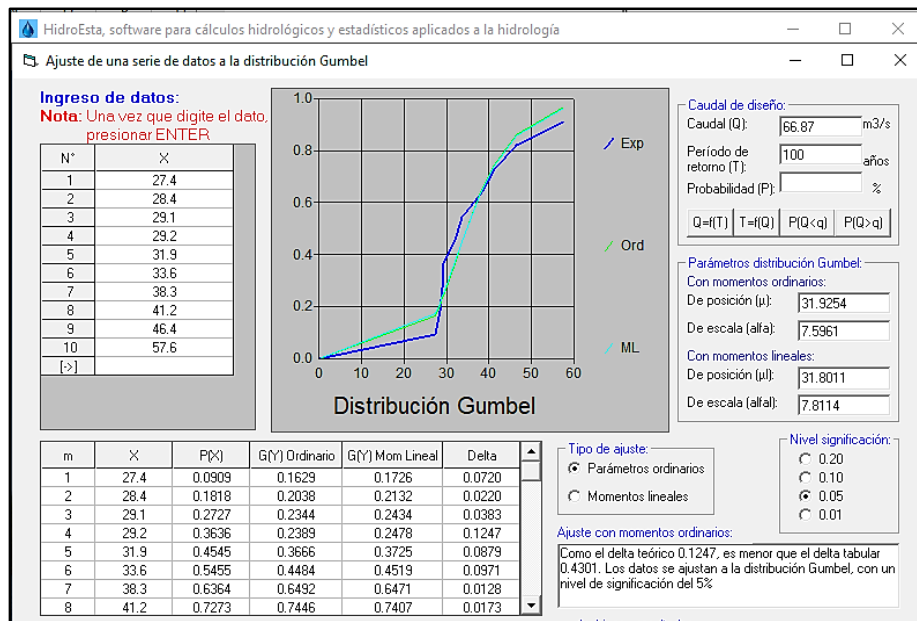 HidroEsta, software para cálculos hidrológicos y estadísticos aplicados a la hidrología
Ajuste de una serie de datos a la distribución Gumbel
Ingreso de datos:
Nota: Una vez que digite el dato,
presionar ENTER
N° X
1 27.4
2 28.4
3 29.1
4 29.2
5 31.9
6 33.6
7 38.3
8 41.2
9 46.4
10 57.6
[->]
1.0
0.8
0.6
0.4
0.2
0.0
0 10 20 30 40 50 60
Exp
Ord
ML
Distribución Gumbel
Caudal de diseño:
Caudal (Q): 66.87 m3/s
Período de
retorno (T): 100 años
Probabilidad (P): %
Q=f(T) T=f(Q) P(Q<q) P(Q>q)
Parámetros distribución Gumbel:
Con momentos ordinarios:
De posición (µ): 31.9254
De escala (alfa): 7.5961
Con momentos lineales:
De posición (µl): 31.8011
De escala (alfal): 7.8114
m X P(X) G(Y) Ordinario G(Y) Mom Lineal Delta
1 27.4 0.0909 0.1629 0.1726 0.0720
2 28.4 0.1818 0.2038 0.2132 0.0220
3 29.1 0.2727 0.2344 0.2434 0.0383
4 29.2 0.3636 0.2389 0.2478 0.1247
5 31.9 0.4545 0.3666 0.3725 0.0879
6 33.6 0.5455 0.4484 0.4519 0.0971
7 38.3 0.6364 0.6492 0.6471 0.0128
8 41.2 0.7273 0.7446 0.7407 0.0173
Tipo de ajuste:
Parámetros ordinarios
Momentos lineales
Nivel significación:
0.20
0.10
0.05
0.01
Ajuste con momentos ordinarios:
Como el delta teórico 0.1247, es menor que el delta tabular
0.4301. Los datos se ajustan a la distribución Gumbel, con un
nivel de significación del 5%